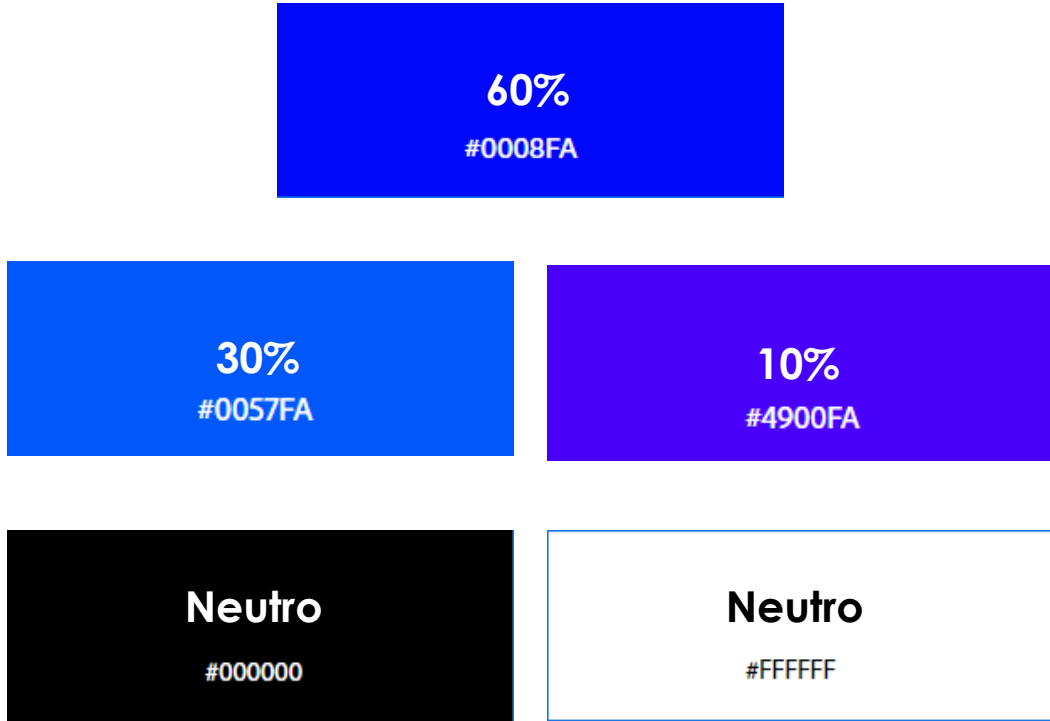 60%
#0008FA
30%
#0057FA
10%
#4900FA
Neutro
#000000
Neutro
#FFFFFF